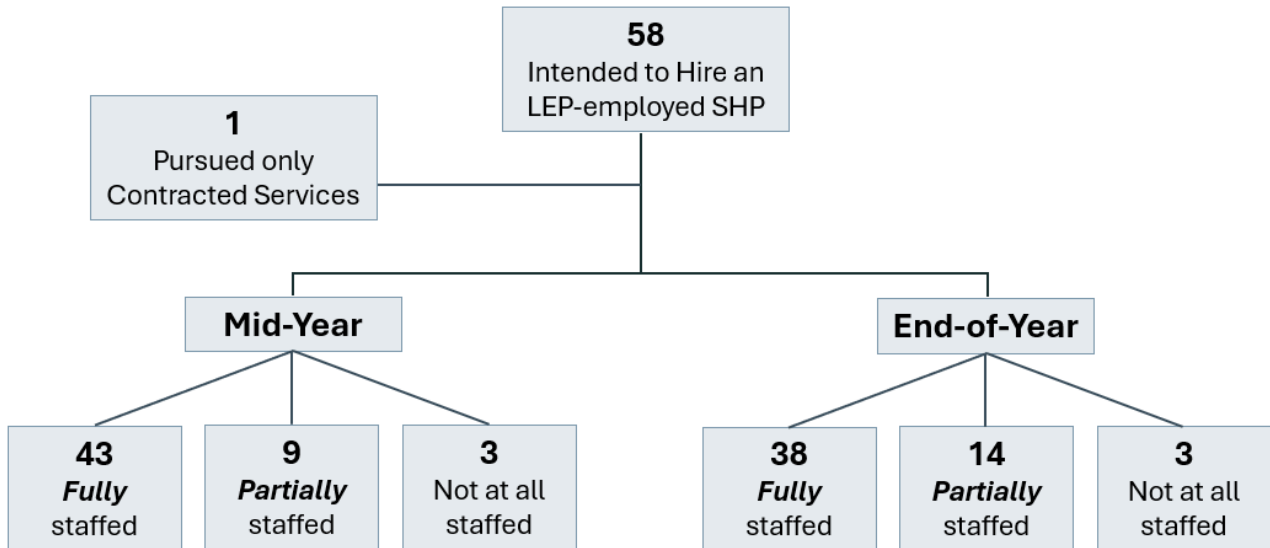 58
Intended to Hire an
LEP-employed SHP
1
Pursued only
Contracted Services
Mid-Year
End-of-Year
43
Fully
staffed
9
Partially
staffed
3
Not at all
staffed
38
Fully
staffed
14
Partially
staffed
3
Not at all
staffed